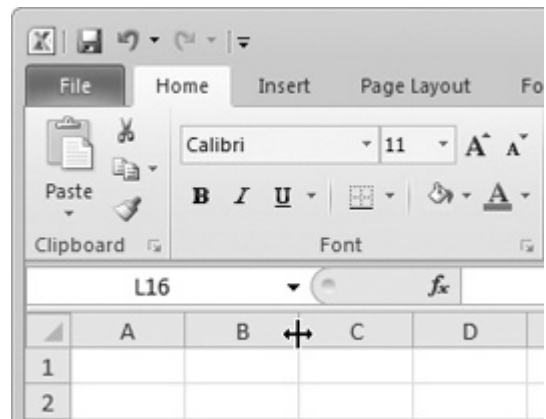 File Home Insert Page Layout Fo
Calibri 11 A A
Paste B I U A
Clipboard Font
L16 fx
A B C D
1
2